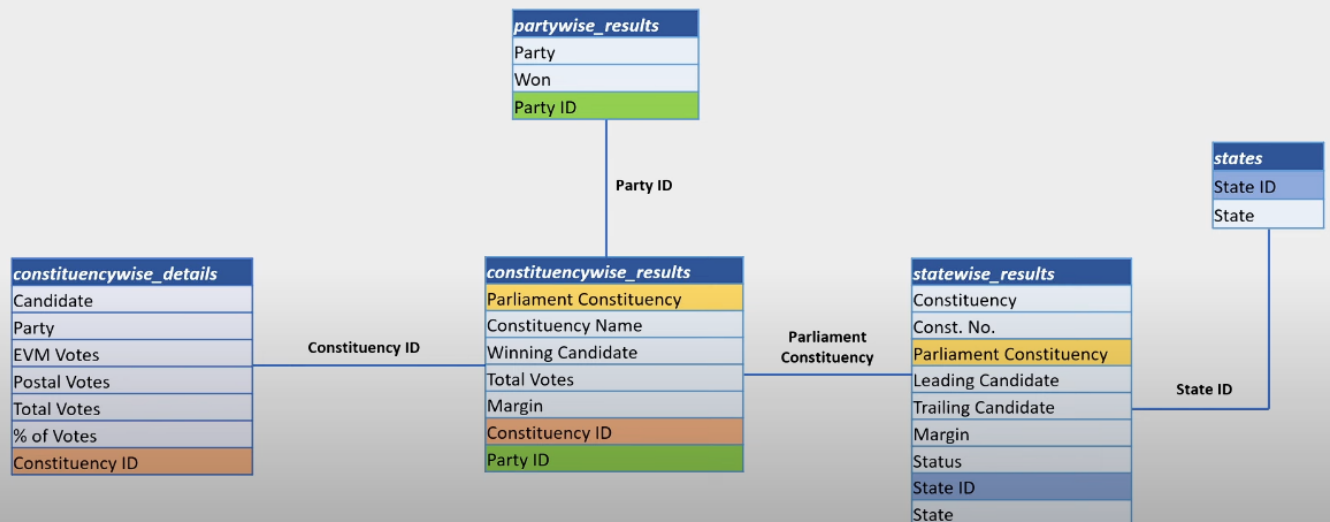 partywise_results
Party
Won
Party ID
Party ID
states
State ID
State
constituencywise_details
Candidate
Party
EVM Votes
Postal Votes
Total Votes
% of Votes
Constituency ID
Constituency ID
constituencywise_results
Parliament Constituency
Constituency Name
Winning Candidate
Total Votes
Margin
Constituency ID
Party ID
Parliament
Constituency
statewise_results
Constituency
Const. No.
Parliament Constituency
Leading Candidate
Trailing Candidate
Margin
Status
State ID
State
State ID